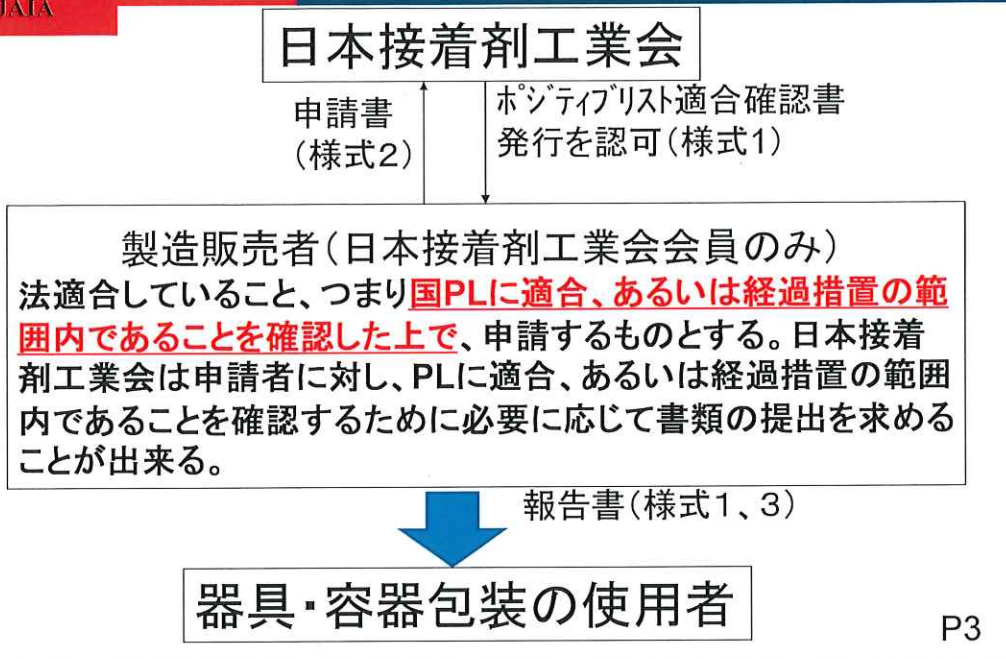 JAIA
日本接着剤工業会
申請書
(様式2)
ポジティブリスト適合確認書
発行を認可(様式1)
製造販売者(日本接着剤工業会会員のみ)
法適合していること、つまり国PLに適合、あるいは経過措置の範
囲内であることを確認した上で、申請するものとする。日本接着
剤工業会は申請者に対し、PLに適合、あるいは経過措置の範囲
内であることを確認するために必要に応じて書類の提出を求める
ことが出来る。
報告書(様式1、3)
器具・容器包装の使用者
P3